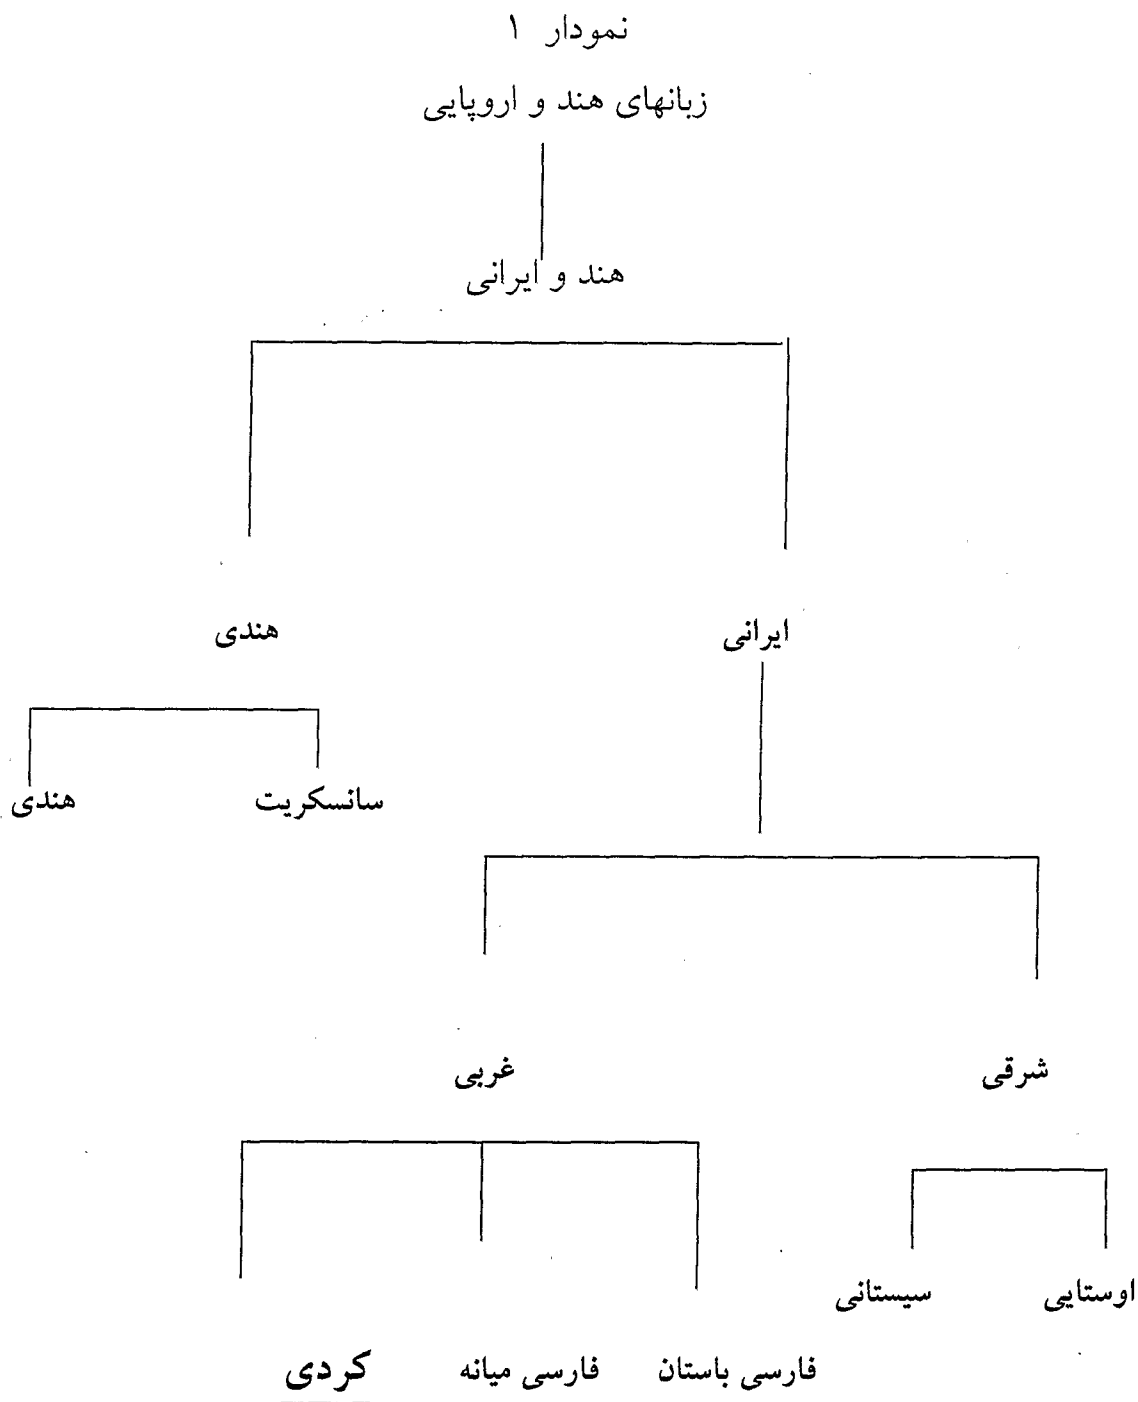 نمودار ۱
زبانهای هند و اروپایی
هند و ایرانی
ایرانی
هندی
سانسکریت
هندی
شرقی
غربی
اوستایی
سیستانی
فارسی باستان
فارسی میانه
کردی